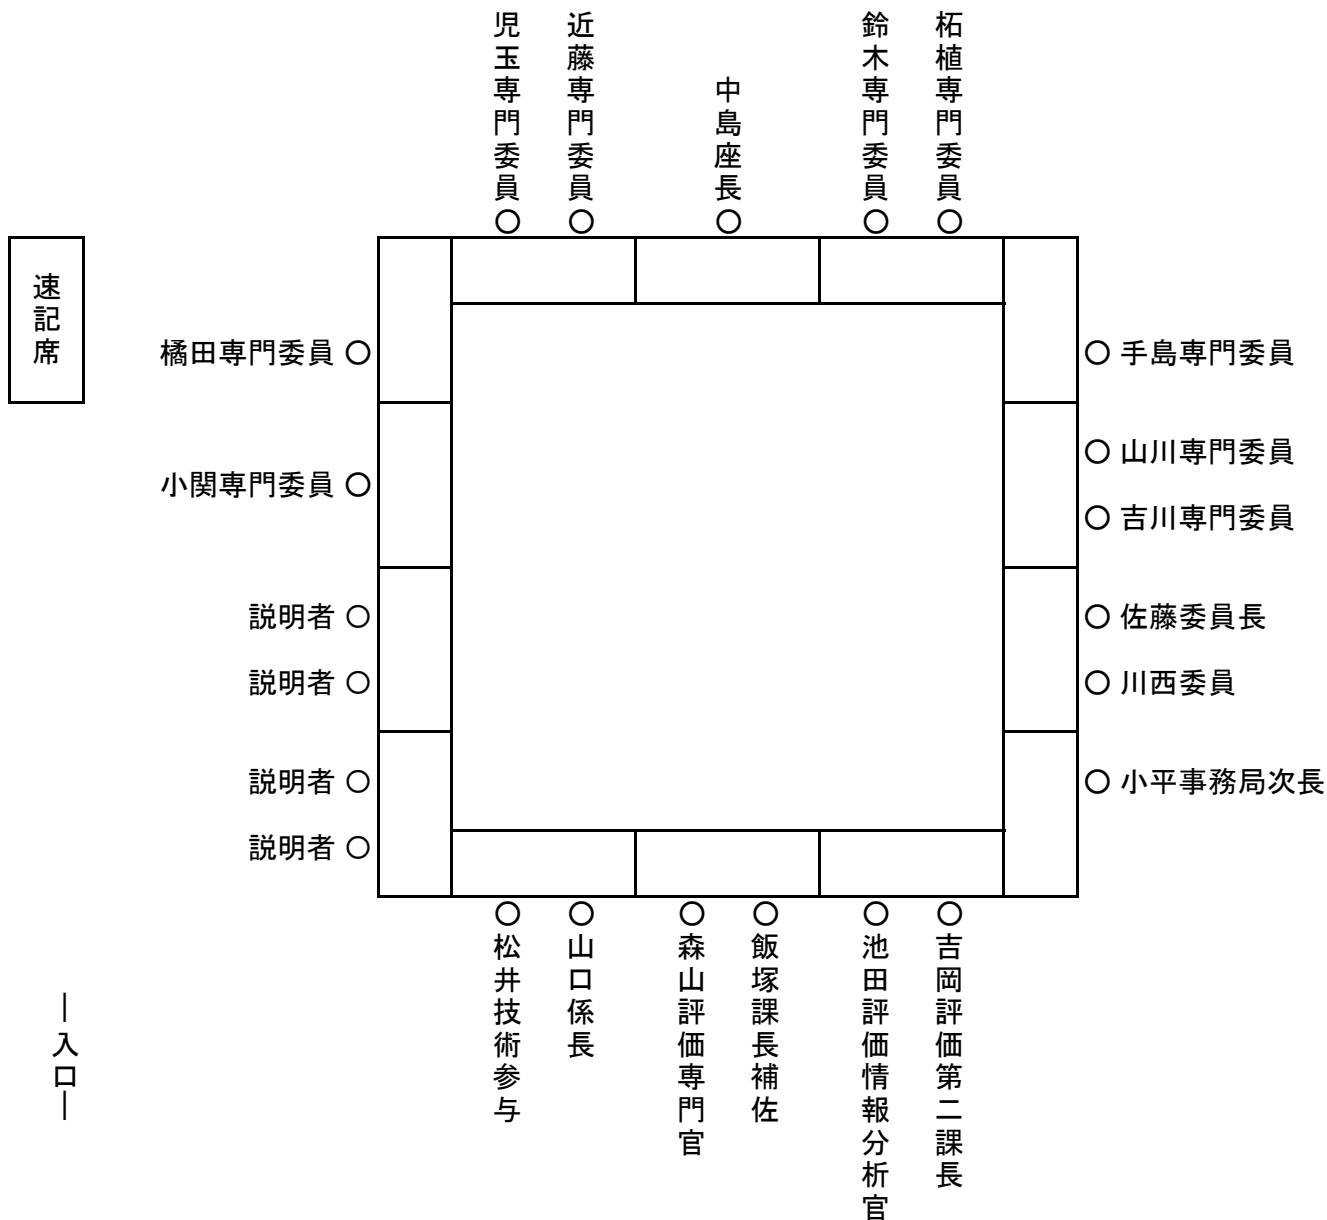 児玉専門委員
近藤専門委員
中島座長
鈴木専門委員
柘植専門委員
速記席
橘田専門委員
小関専門委員
説明者
説明者
説明者
説明者
手島専門委員
山川専門委員
吉川専門委員
佐藤委員長
川西委員
小平事務局次長
松井技術参与
山口係長
森山評価専門官
飯塚課長補佐
池田評価情報分析官
吉岡評価第二課長
―入口―